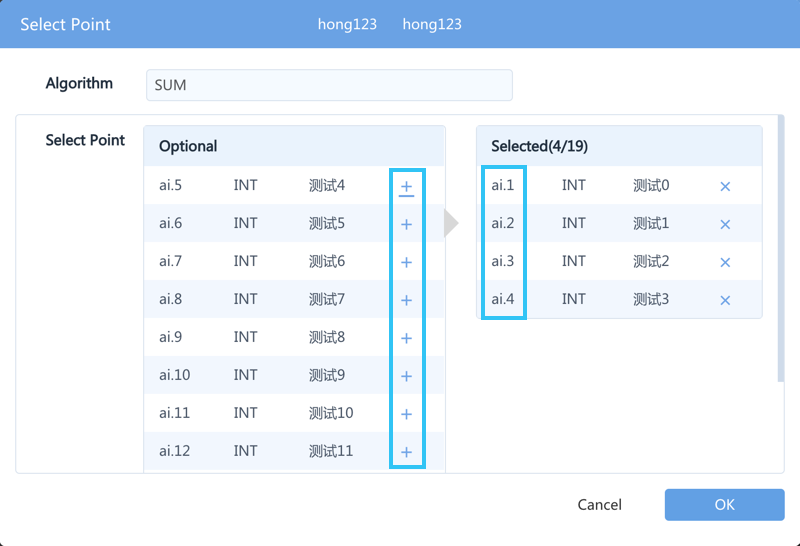 Select Point hong123 hong123
Algorithm SUM
Select Point
Optional
ai.5 INT 测试4 +
ai.6 INT 测试5 +
ai.7 INT 测试6 +
ai.8 INT 测试7 +
ai.9 INT 测试8 +
ai.10 INT 测试9 +
ai.11 INT 测试10 +
ai.12 INT 测试11 +
Selected(4/19)
ai.1 INT 测试0 ×
ai.2 INT 测试1 ×
ai.3 INT 测试2 ×
ai.4 INT 测试3 ×
Cancel OK